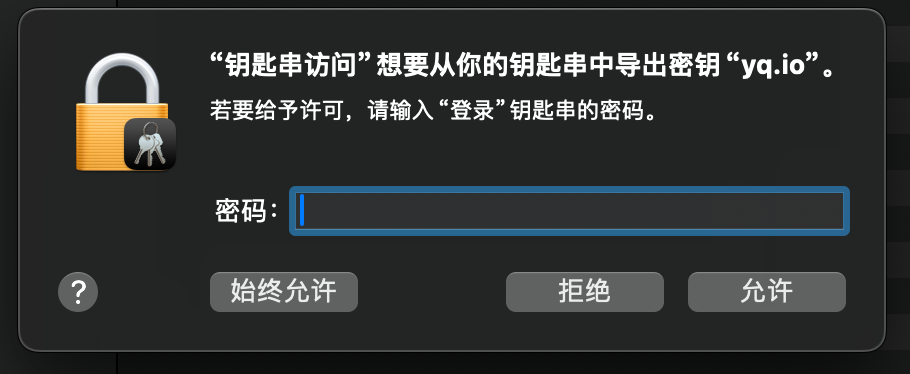 “钥匙串访问”想要从你的钥匙串中导出密钥“yq.io”。
若要给予许可，请输入“登录”钥匙串的密码。
密码：
?
始终允许
拒绝
允许